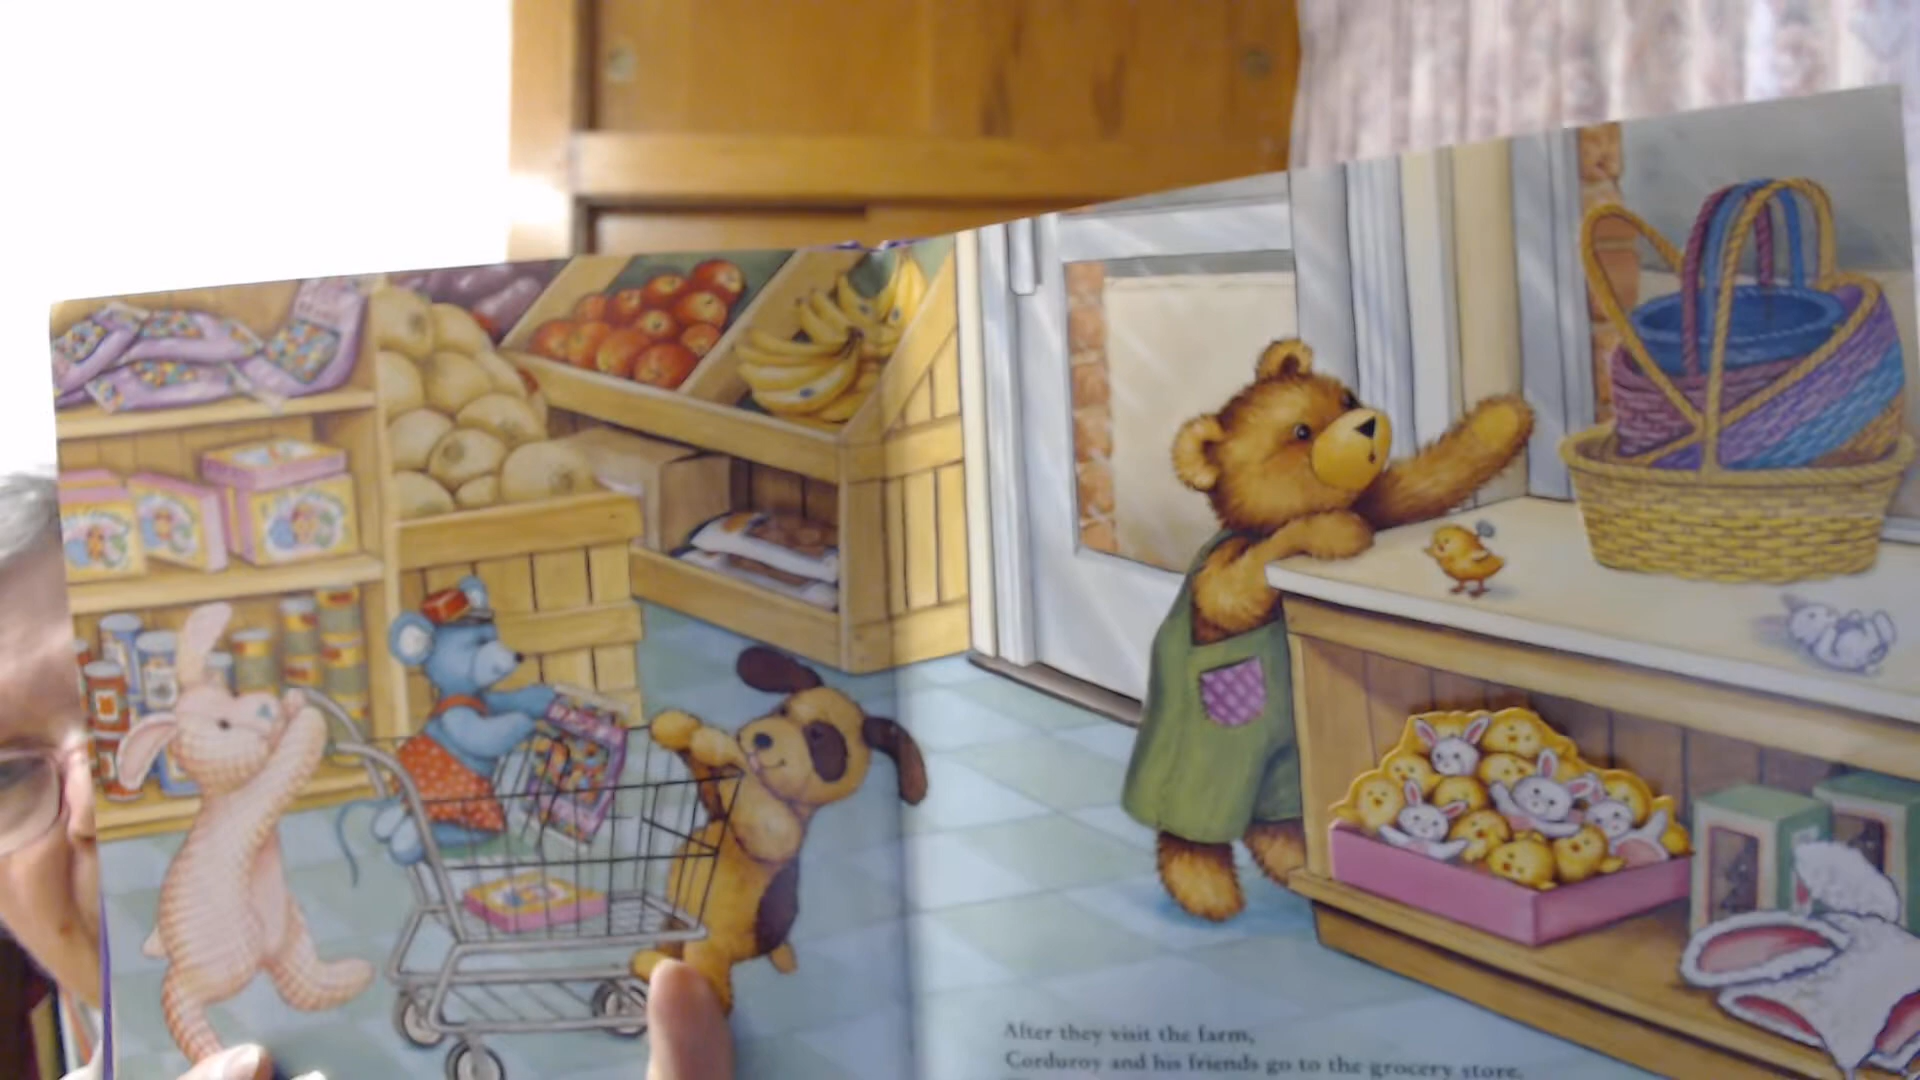 After they visit the farm,
Corduroy and his friends go to the grocery store.